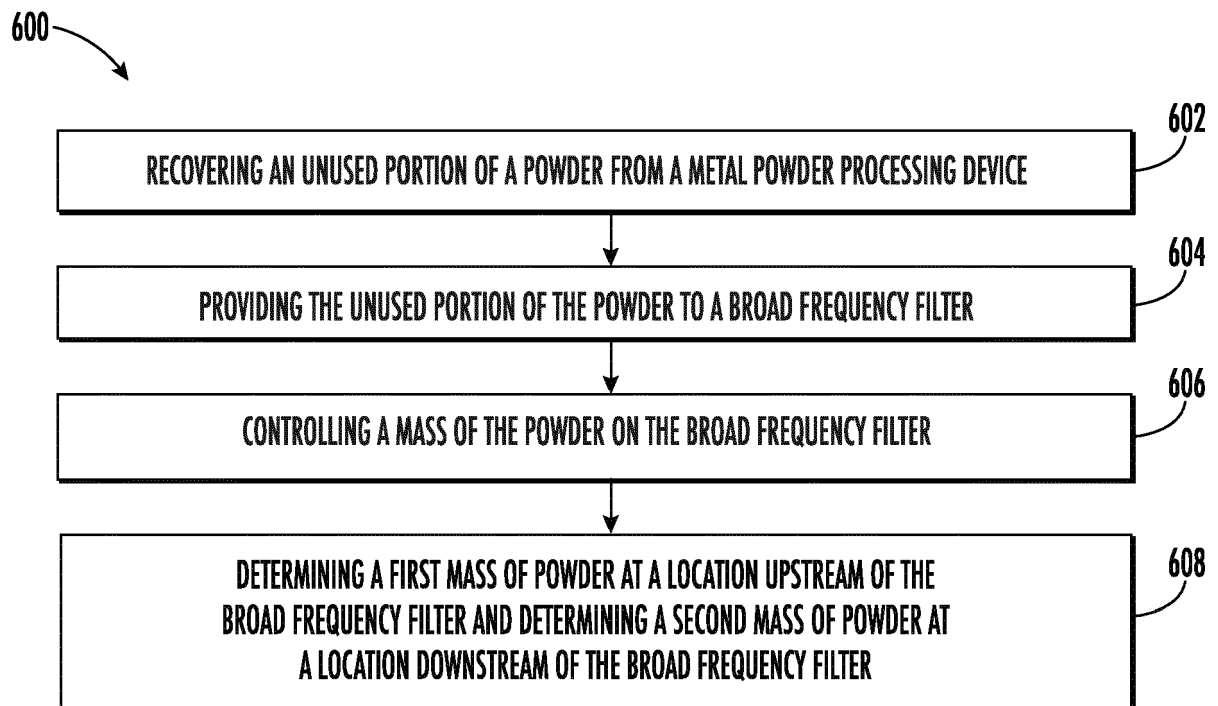 600
602
RECOVERING AN UNUSED PORTION OF A POWDER FROM A METAL POWDER PROCESSING DEVICE
604
PROVIDING THE UNUSED PORTION OF THE POWDER TO A BROAD FREQUENCY FILTER
606
CONTROLLING A MASS OF THE POWDER ON THE BROAD FREQUENCY FILTER
608
DETERMINING A FIRST MASS OF POWDER AT A LOCATION UPSTREAM OF THE
BROAD FREQUENCY FILTER AND DETERMINING A SECOND MASS OF POWDER AT
A LOCATION DOWNSTREAM OF THE BROAD FREQUENCY FILTER